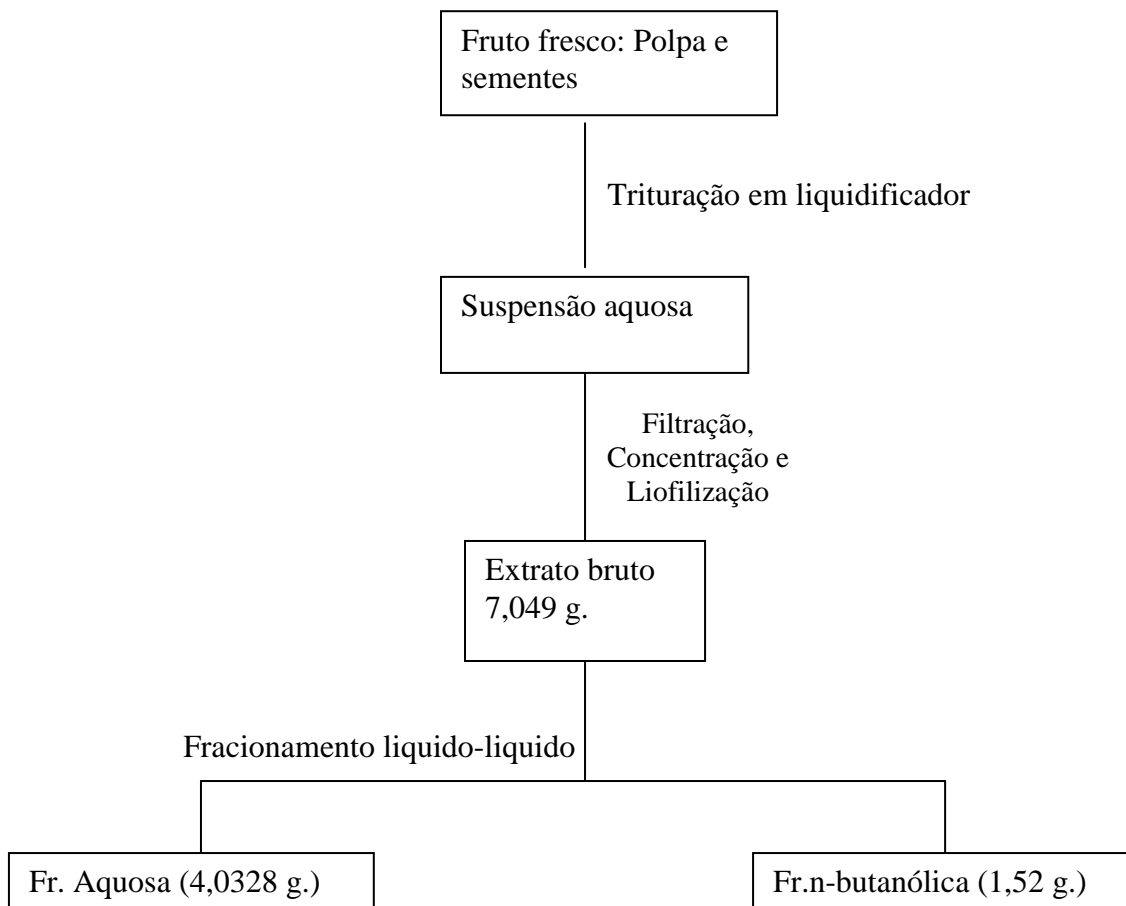 Fruto fresco: Polpa e
sementes
Trituração em liquidificador
Suspensão aquosa
Filtração,
Concentração e
Liofilização
Extrato bruto
7,049 g.
Fracionamento liquido-liquido
Fr. Aquosa (4,0328 g.)
Fr.n-butanólica (1,52 g.)